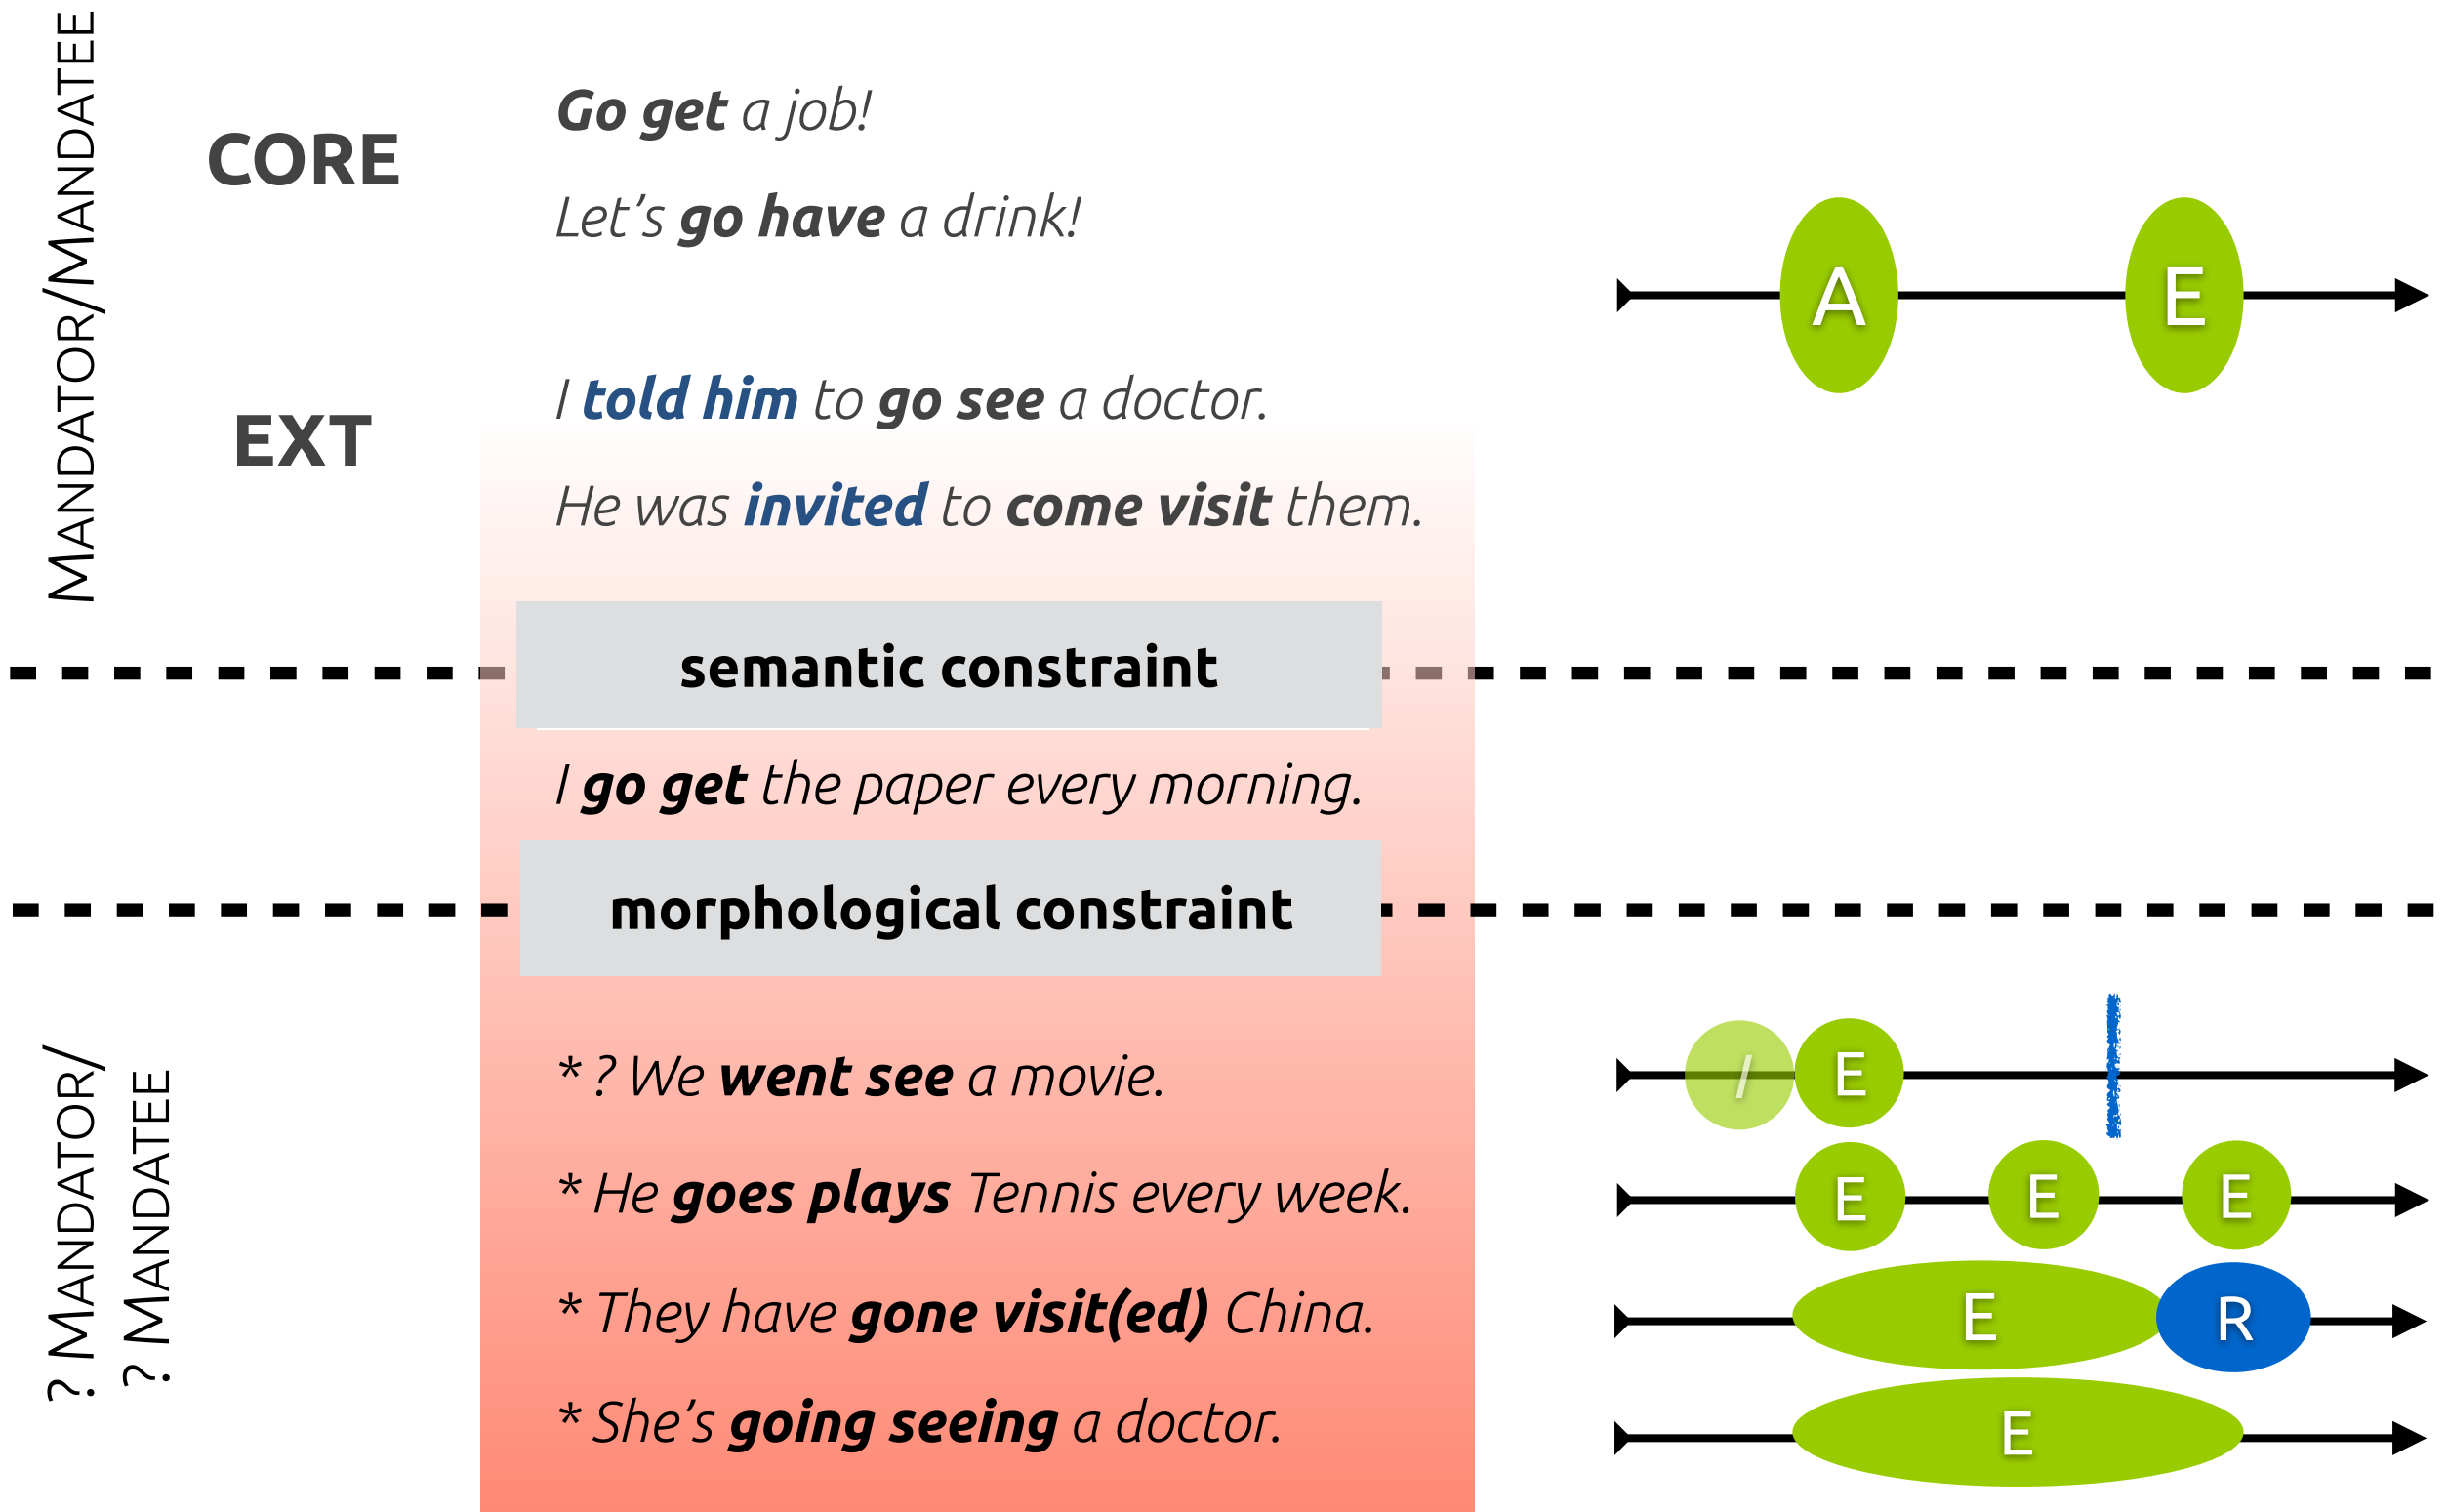 MANDATOR/MANDATEE
CORE
Go get a job!
Let's go have a drink!
A
E
EXT
I told him to go see a doctor.
He was invited to come visit them.
semantic constraint
I go get the paper every morning.
morphological constraint
? MANDATOR/
? MANDATEE
* ? We went see a movie.
/
E
* He goes plays Tennis every week.
E
E
E
* They have gone visit(ed) China.
E
R
* She's going seeing a doctor.
E